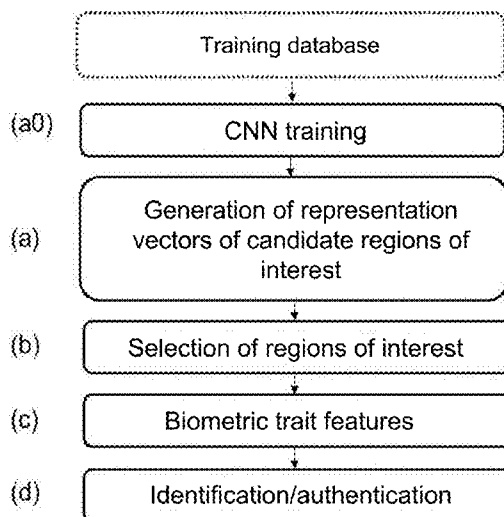 Training database
(a0) CNN training
Generation of representation
(a) vectors of candidate regions of
interest
(b) Selection of regions of interest
(c) Biometric trait features
(d) Identification/authentication